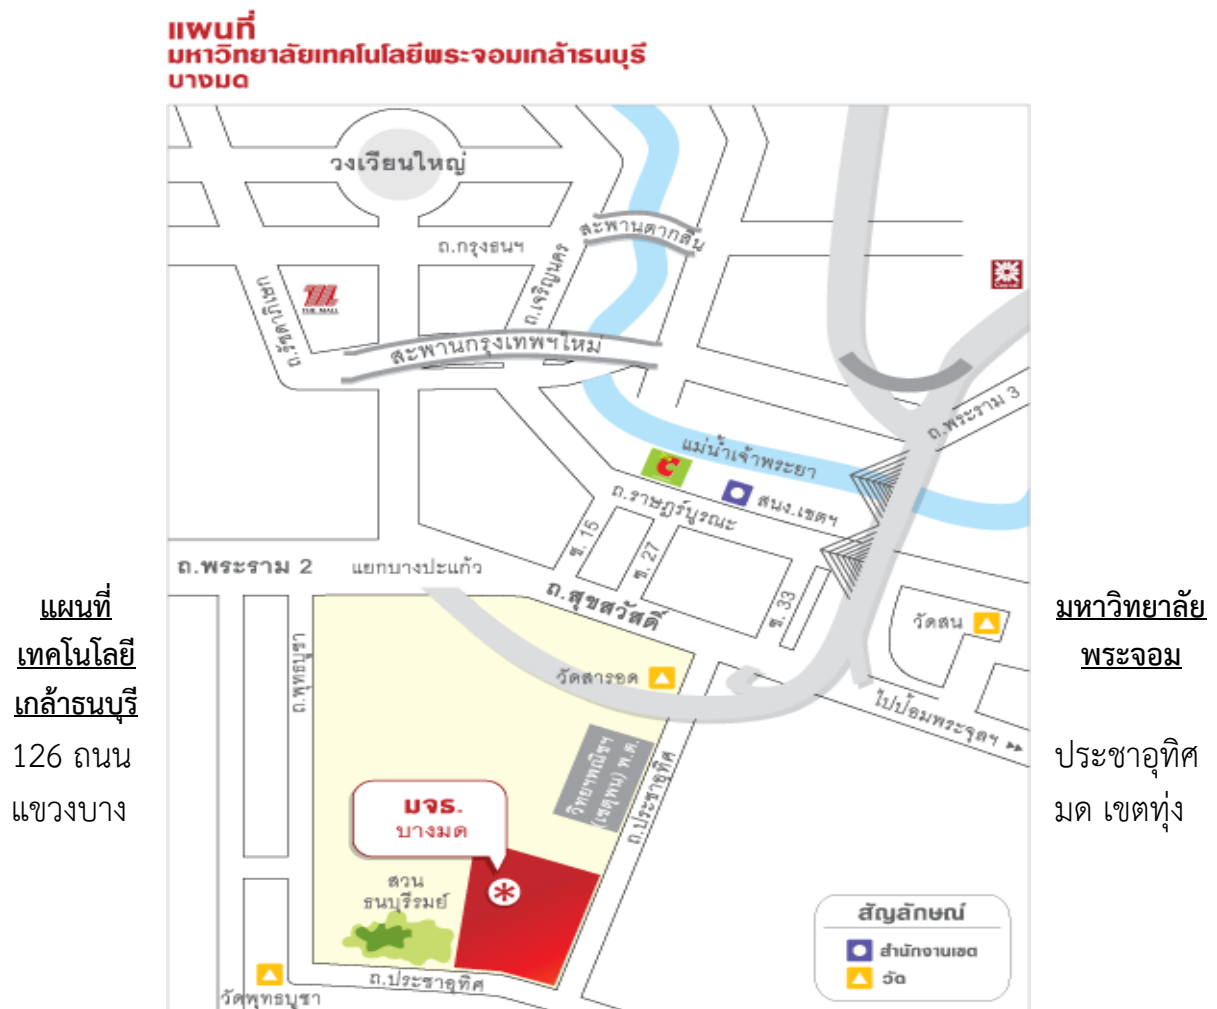 แผนที่
มหาวิทยาลัยเทคโนโลยีพระจอมเกล้าธนบุรี
บางมด
วงเวียนใหญ่
สะพานตากสิน
ถ.กรุงธนฯ
ถ.เจริญนคร
ถ.รัชดาภิเษก
THE MALL
Central
สะพานกรุงเทพฯใหม่
ถ.พระราม 3
แม่น้ำเจ้าพระยา
ถ.ราษฎร์บูรณะ
สนง.เขตฯ
ซ. 15
ซ. 27
ซ. 33
ถ.พระราม 2
แยกบางปะแก้ว
ถ.สุขสวัสดิ์
วัดสน
ถ.พุทธบูชา
วัดสารอด
ไปป้อมพระจุลฯ
วิทยฯพณิชฯ
(เชตุพน) พ.ศ.
ถ.ประชาอุทิศ
มจธ.
บางมด
สวน
ธนบุรีรมย์
ถ.ประชาอุทิศ
วัดพุทธบูชา
สัญลักษณ์
สำนักงานเขต
วัด
แผนที่ มหาวิทยาลัย
เทคโนโลยี พระจอม
เกล้าธนบุรี
126 ถนน ประชาอุทิศ
แขวงบาง มด เขตทุ่ง